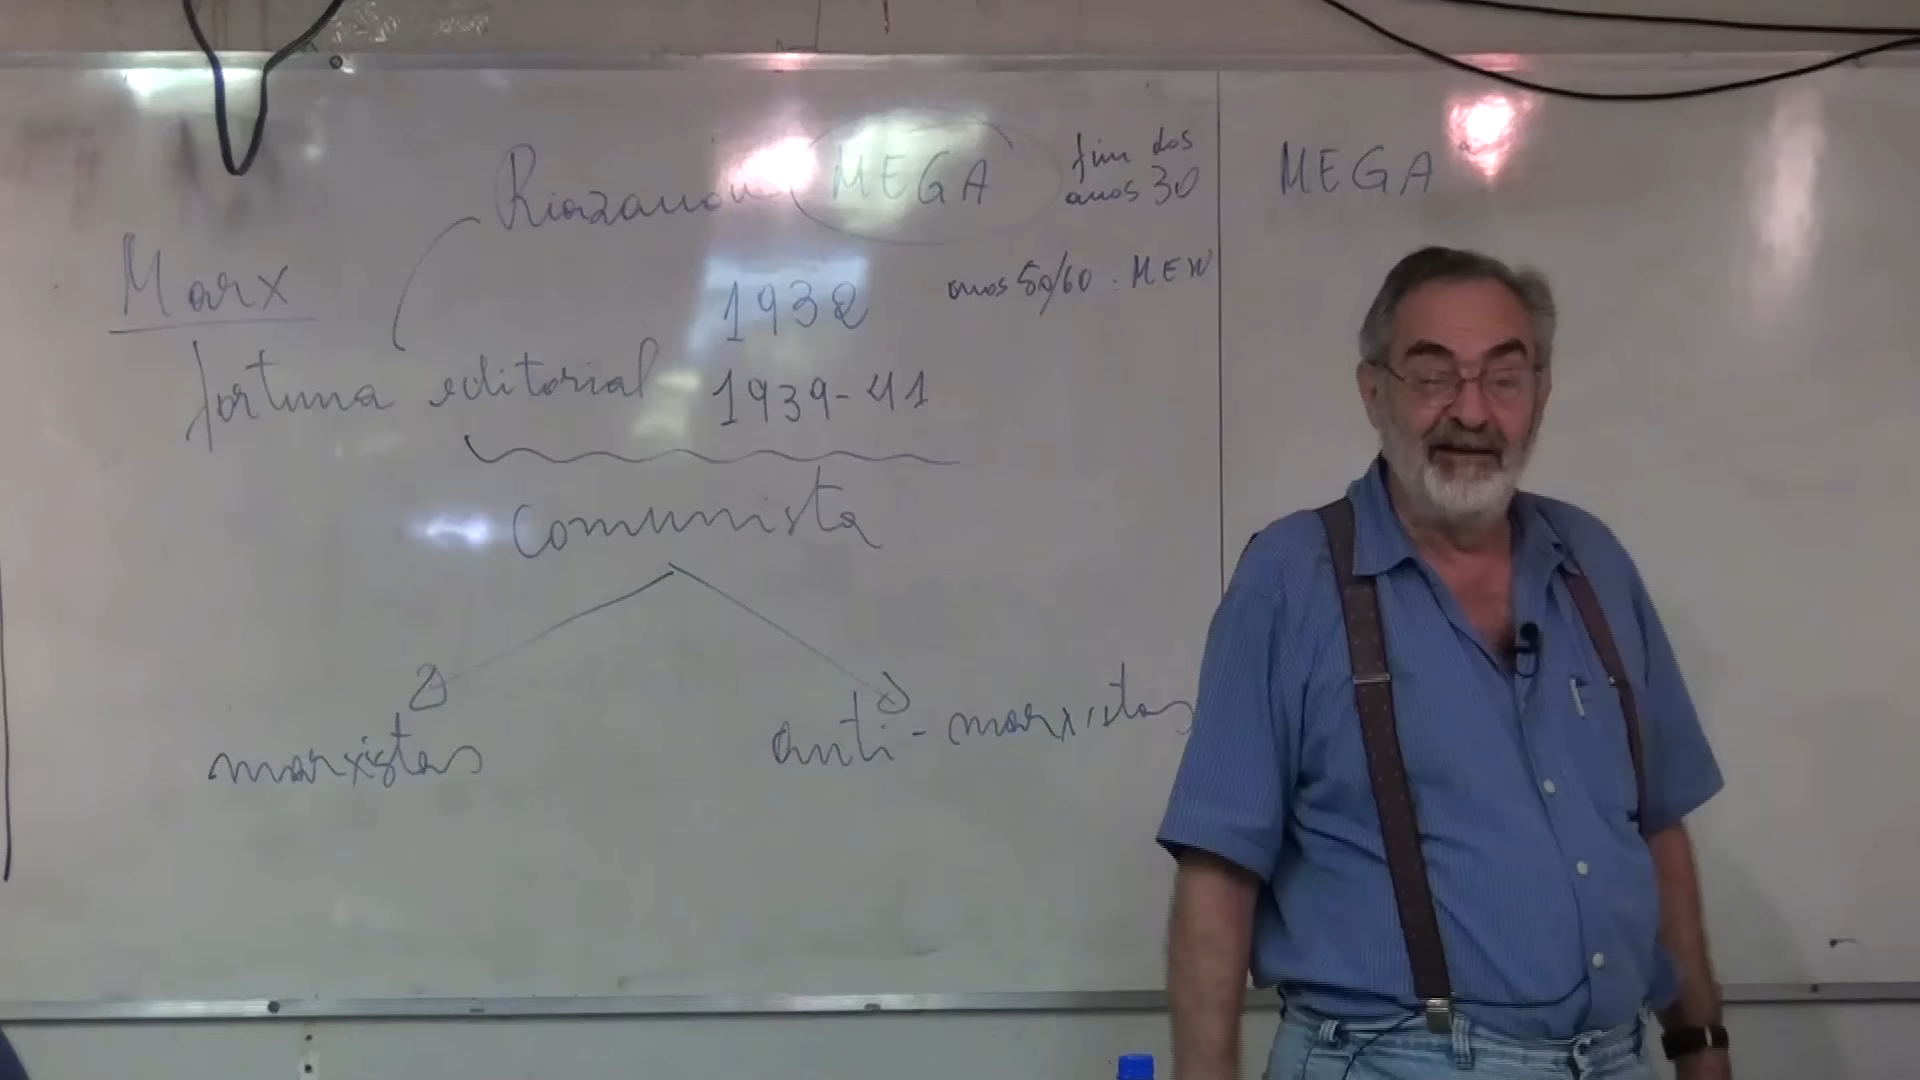 Riazanov MEGA fim dos
anos 30
MEGA²
Marx
1932
anos 50/60: MEW
fortuna editorial 1939-41
comunista
marxistas
anti-marxistas